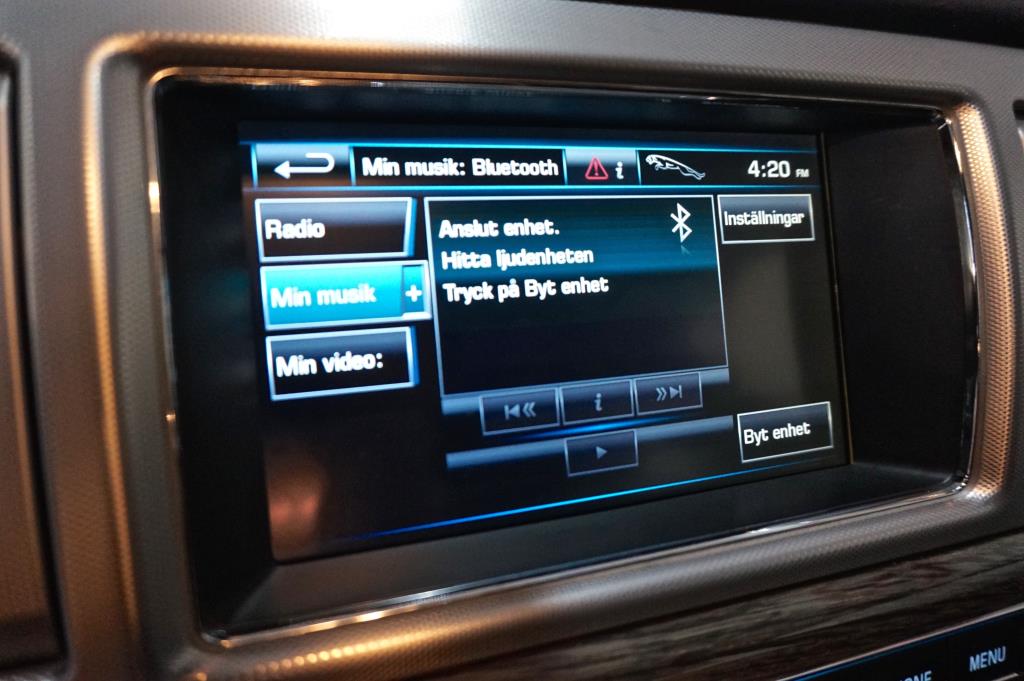 Min musik: Bluetooth
i
4:20 PM
Radio
Min musik +
Min video:
Anslut enhet.
Hitta ljudenheten
Tryck på Byt enhet
Inställningar
i
Byt enhet
MENU